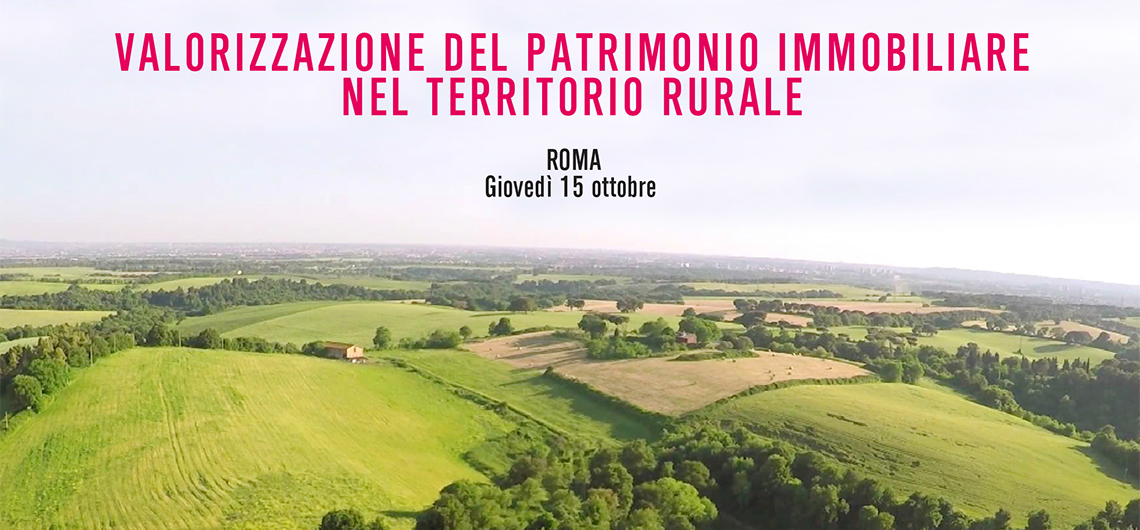 VALORIZZAZIONE DEL PATRIMONIO IMMOBILIARE
NEL TERRITORIO RURALE
ROMA
Giovedì 15 ottobre